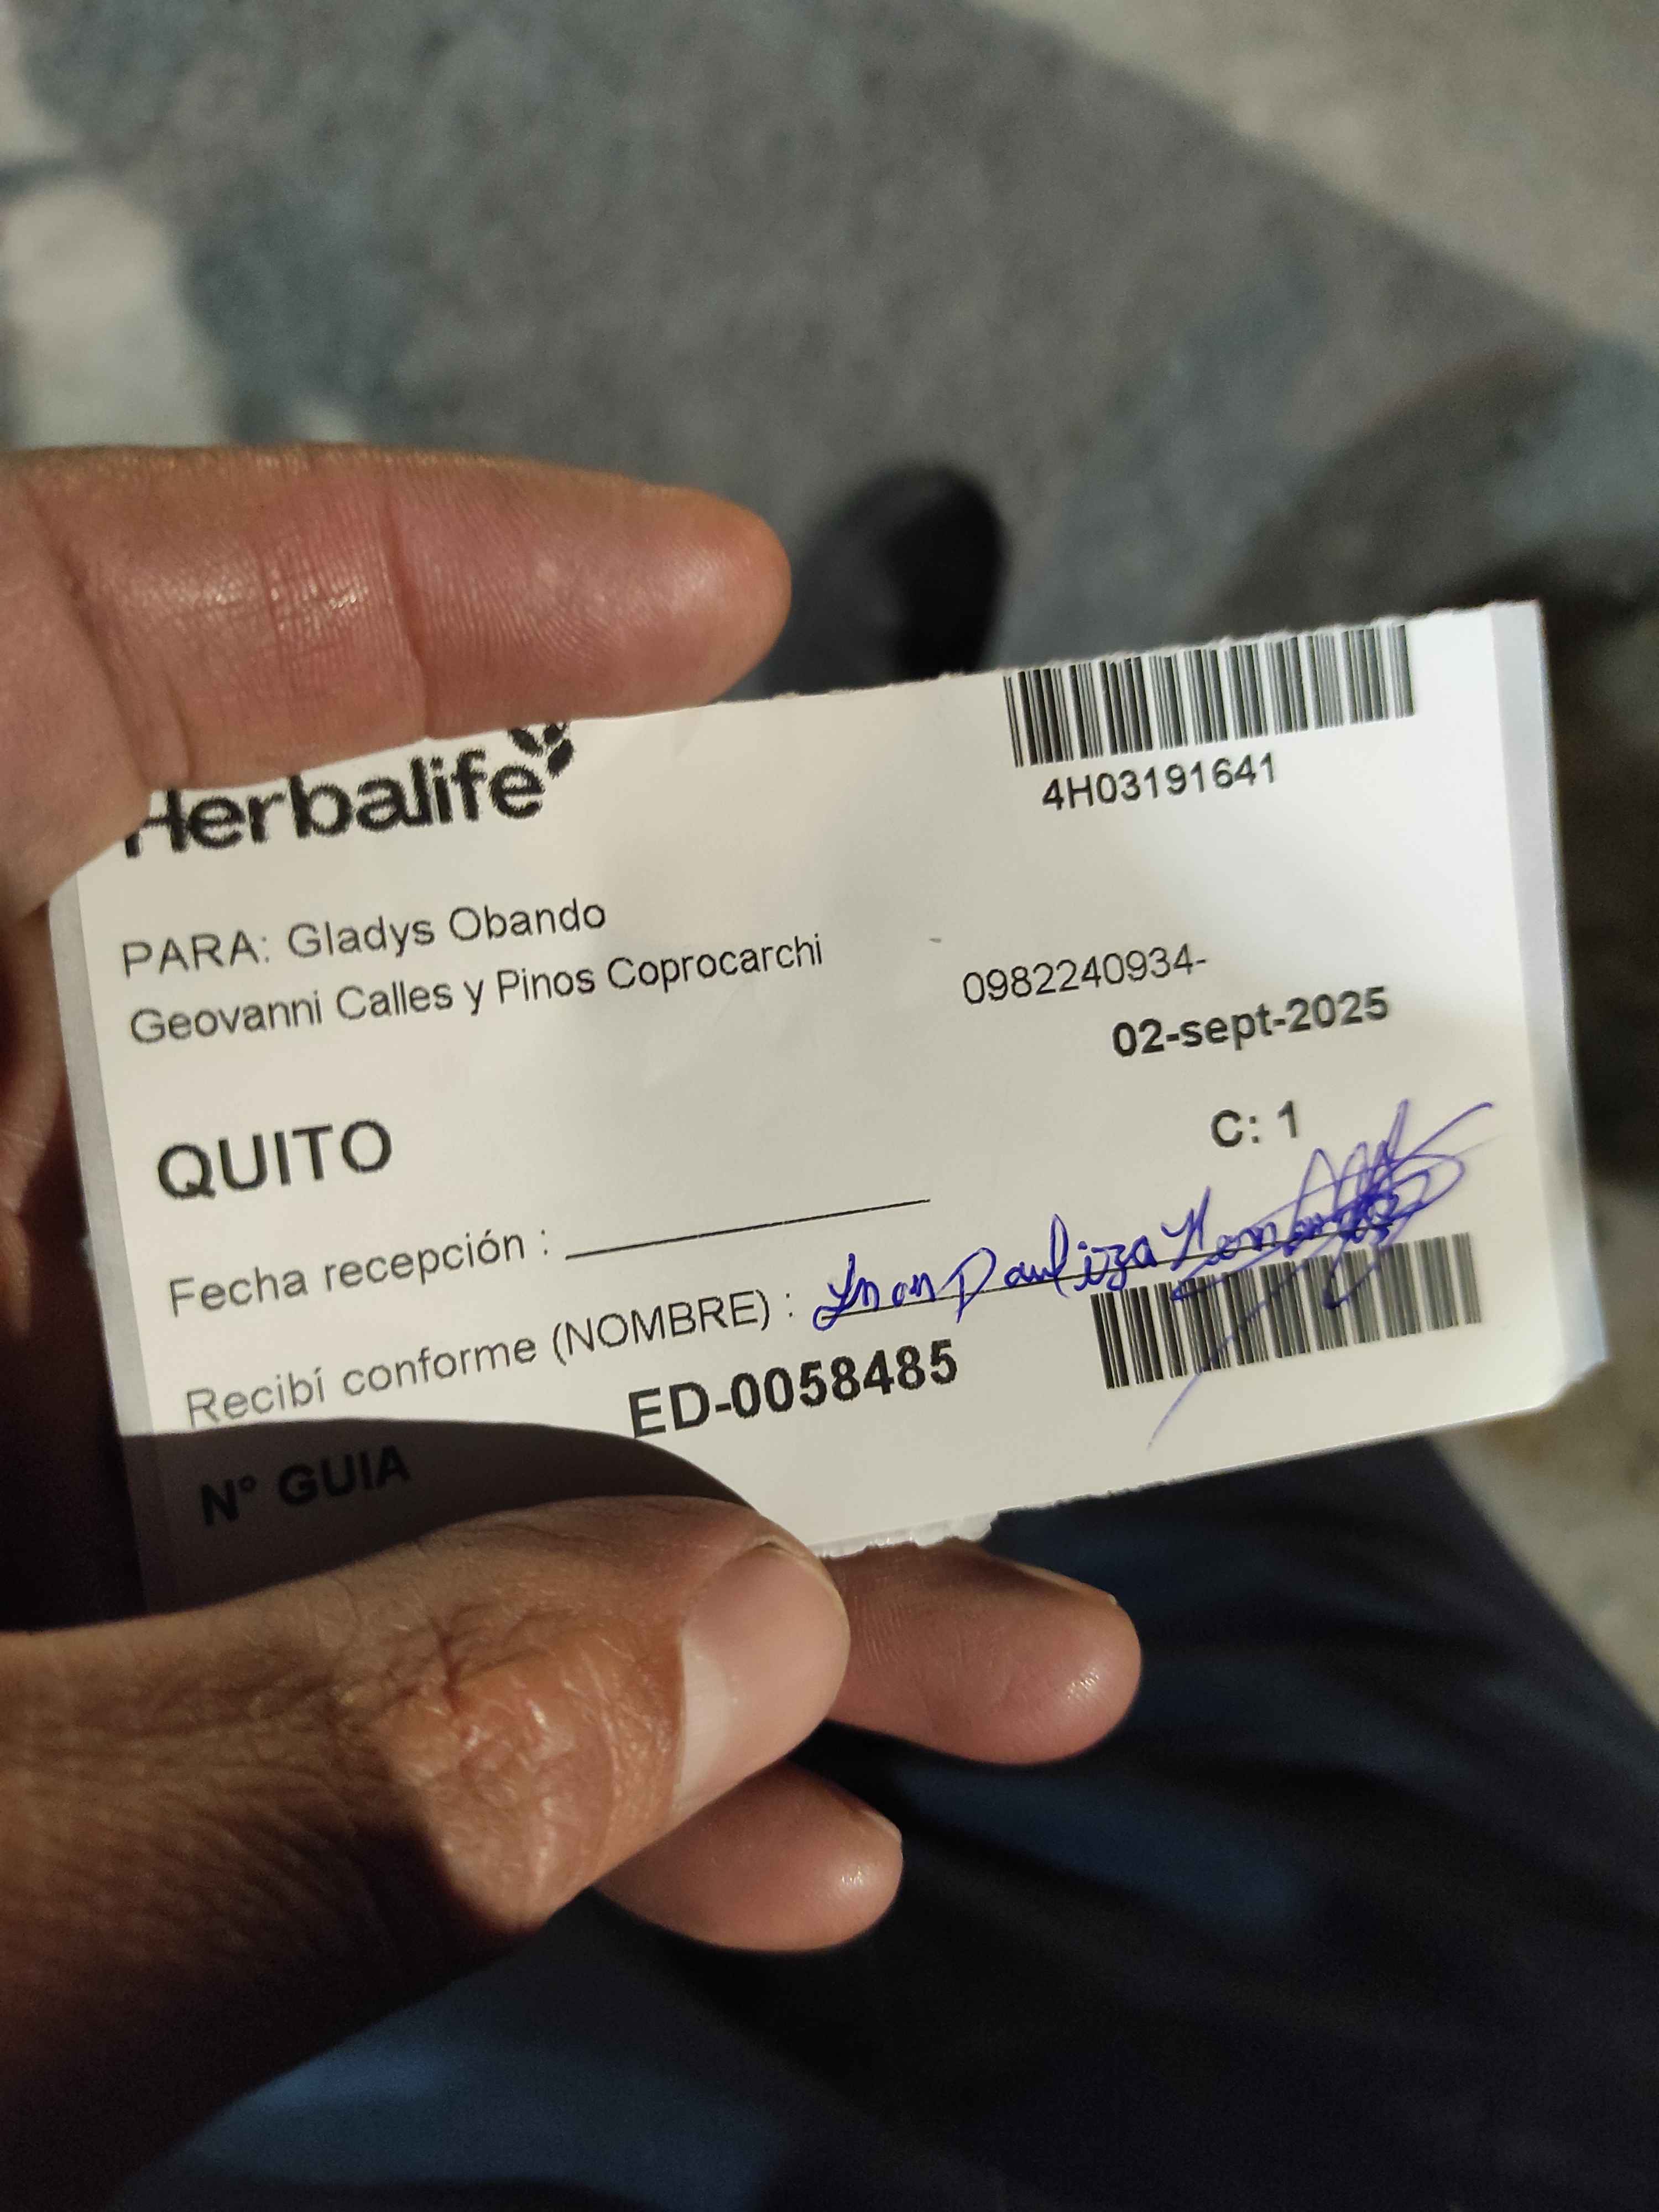 Herbalife
4H03191641
PARA: Gladys Obando
Geovanni Calles y Pinos Coprocarchi
0982240934-
02-sept-2025
QUITO
C: 1
Fecha recepción :
Recibí conforme (NOMBRE) :
N° GUIA
ED-0058485